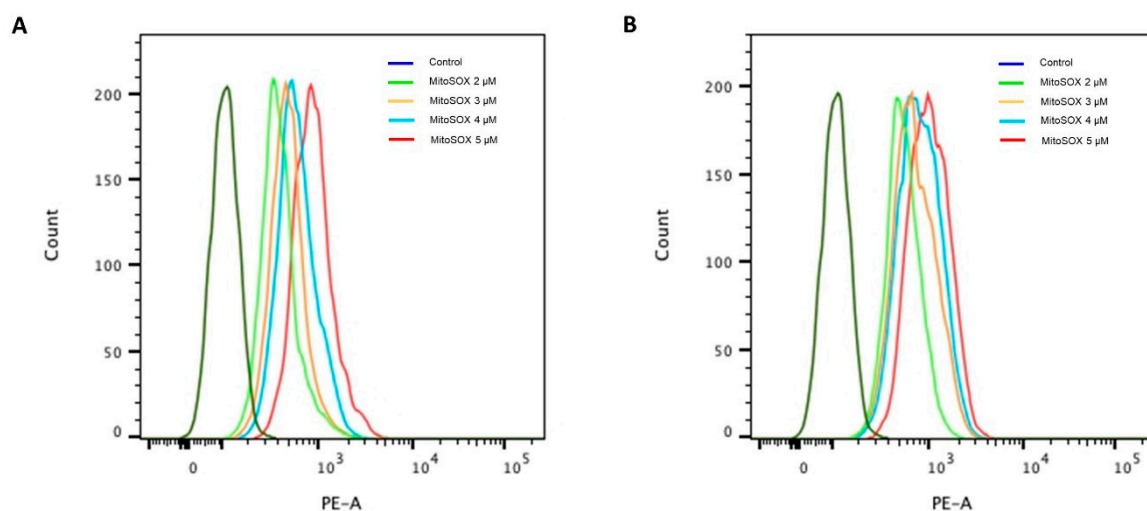 A
Count
200
150
100
50
0
Control
MitoSOX 2 µM
MitoSOX 3 µM
MitoSOX 4 µM
MitoSOX 5 µM
0 10³ 10⁴ 10⁵
PE-A
B
Count
200
150
100
50
0
Control
MitoSOX 2 µM
MitoSOX 3 µM
MitoSOX 4 µM
MitoSOX 5 µM
0 10³ 10⁴ 10⁵
PE-A